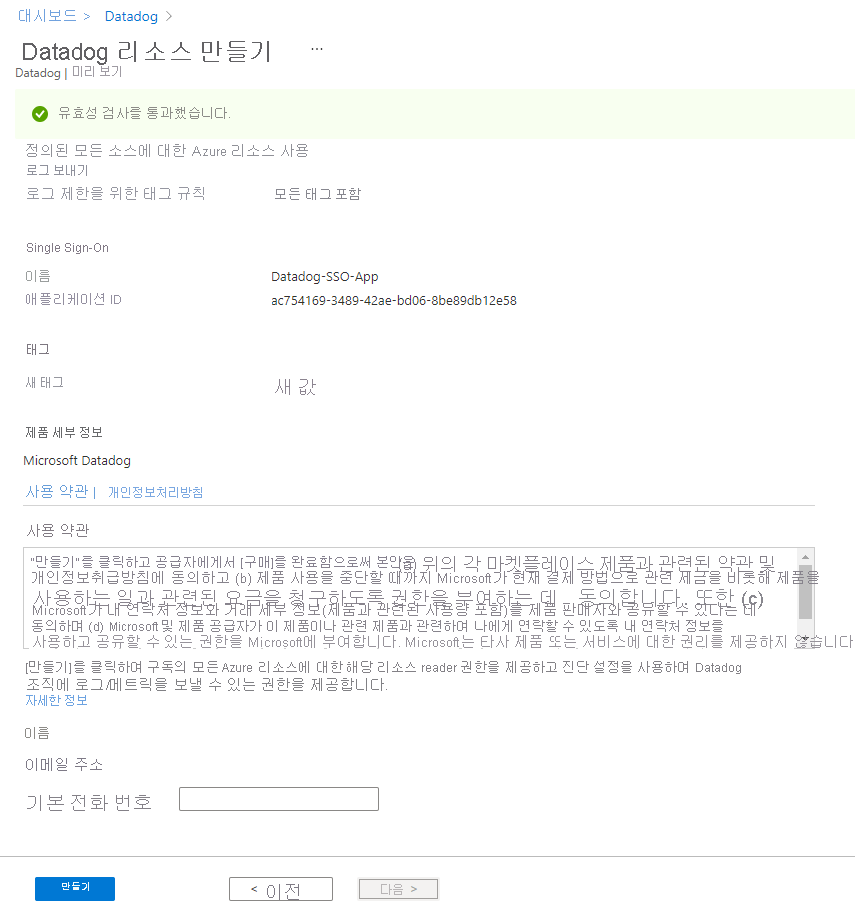 대시보드 > Datadog >
Datadog 리소스 만들기 ...
Datadog | 미리 보기
유효성 검사를 통과했습니다.
정의된 모든 소스에 대한 Azure 리소스 사용
로그 보내기
로그 제한을 위한 태그 규칙 모든 태그 포함
Single Sign-On
이름 Datadog-SSO-App
애플리케이션 ID ac754169-3489-42ae-bd06-8be89db12e58
태그
새 태그 새 값
제품 세부 정보
Microsoft Datadog
사용 약관 | 개인정보처리방침
사용 약관
"만들기"를 클릭하고 공급자에게서 [구매]를 완료함으로써 본인은 (a) 위의 각 마켓플레이스 제품과 관련된 약관 및
개인정보취급방침에 동의하고 (b) 제품 사용을 중단할 때까지 Microsoft가 현재 결제 방법으로 관련 세금을 비롯해 제품을
사용하는 일과 관련된 요금을 청구하도록 권한을 부여하는 데 동의합니다. 또한 (c)
Microsoft가 내 연락처 정보와 거래 세부 정보(제품과 관련된 사용량 포함)를 제품 판매자와 공유할 수 있다는 데
동의하며 (d) Microsoft 및 제품 공급자가 이 제품이나 관련 제품과 관련하여 나에게 연락할 수 있도록 내 연락처 정보를
사용하고 공유할 수 있는 권한을 Microsoft에 부여합니다. Microsoft는 타사 제품 또는 서비스에 대한 권리를 제공하지 않습니다
[만들기]를 클릭하여 구독의 모든 Azure 리소스에 대한 해당 리소스 reader 권한을 제공하고 진단 설정을 사용하여 Datadog
조직에 로그/메트릭을 보낼 수 있는 권한을 제공합니다.
자세한 정보
이름
이메일 주소
기본 전화 번호
만들기 < 이전 다음 >